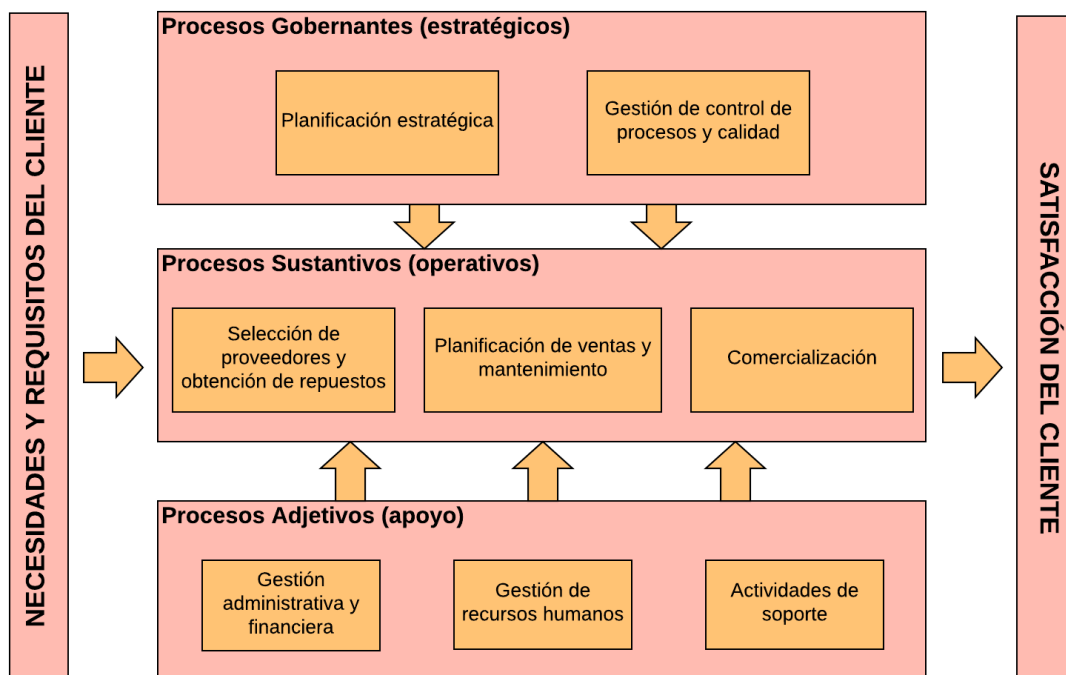 NECESIDADES Y REQUISITOS DEL CLIENTE
Procesos Gobernantes (estratégicos)
Planificación estratégica
Gestión de control de
procesos y calidad
Procesos Sustantivos (operativos)
Selección de
proveedores y
obtención de repuestos
Planificación de ventas y
mantenimiento
Comercialización
Procesos Adjetivos (apoyo)
Gestión
administrativa y
financiera
Gestión de
recursos humanos
Actividades de
soporte
SATISFACCIÓN DEL CLIENTE